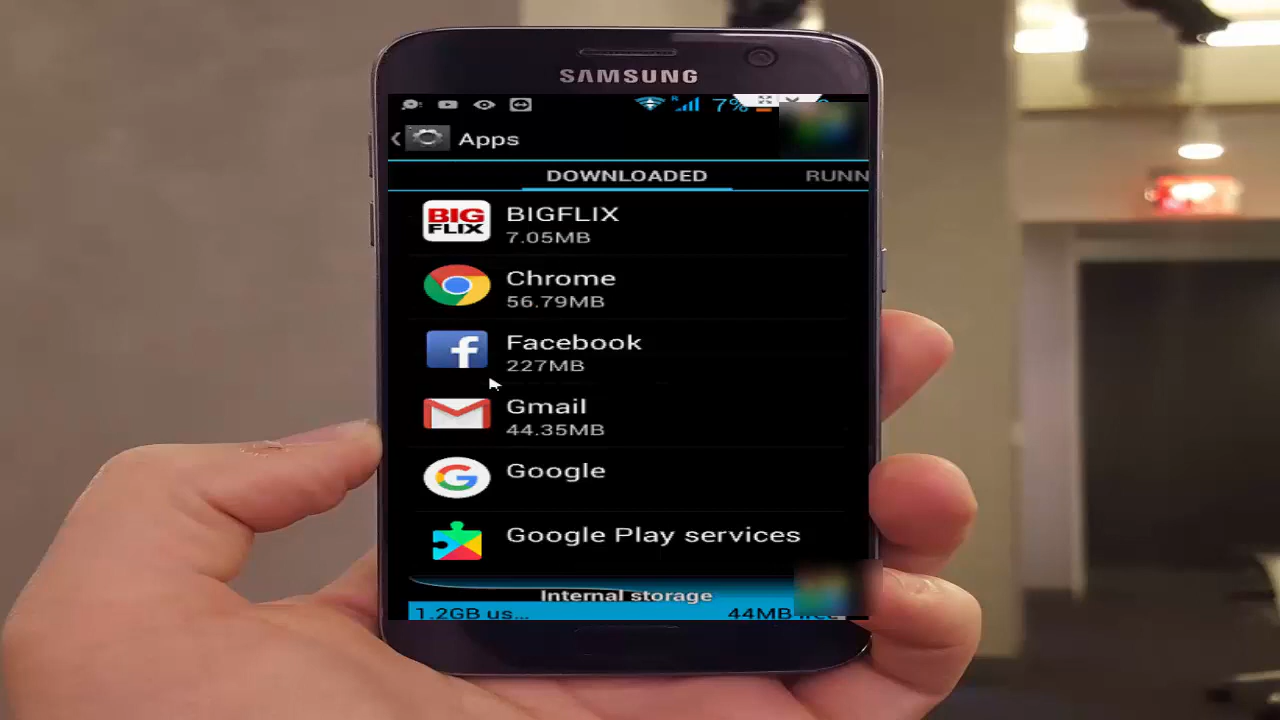 SAMSUNG
7%
Apps
DOWNLOADED
RUNN
BIG
FLIX
BIGFLIX
7.05MB
Chrome
56.79MB
f
Facebook
227MB
Gmail
44.35MB
G
Google
Google Play services
Internal storage
1.2GB us...
44MB free